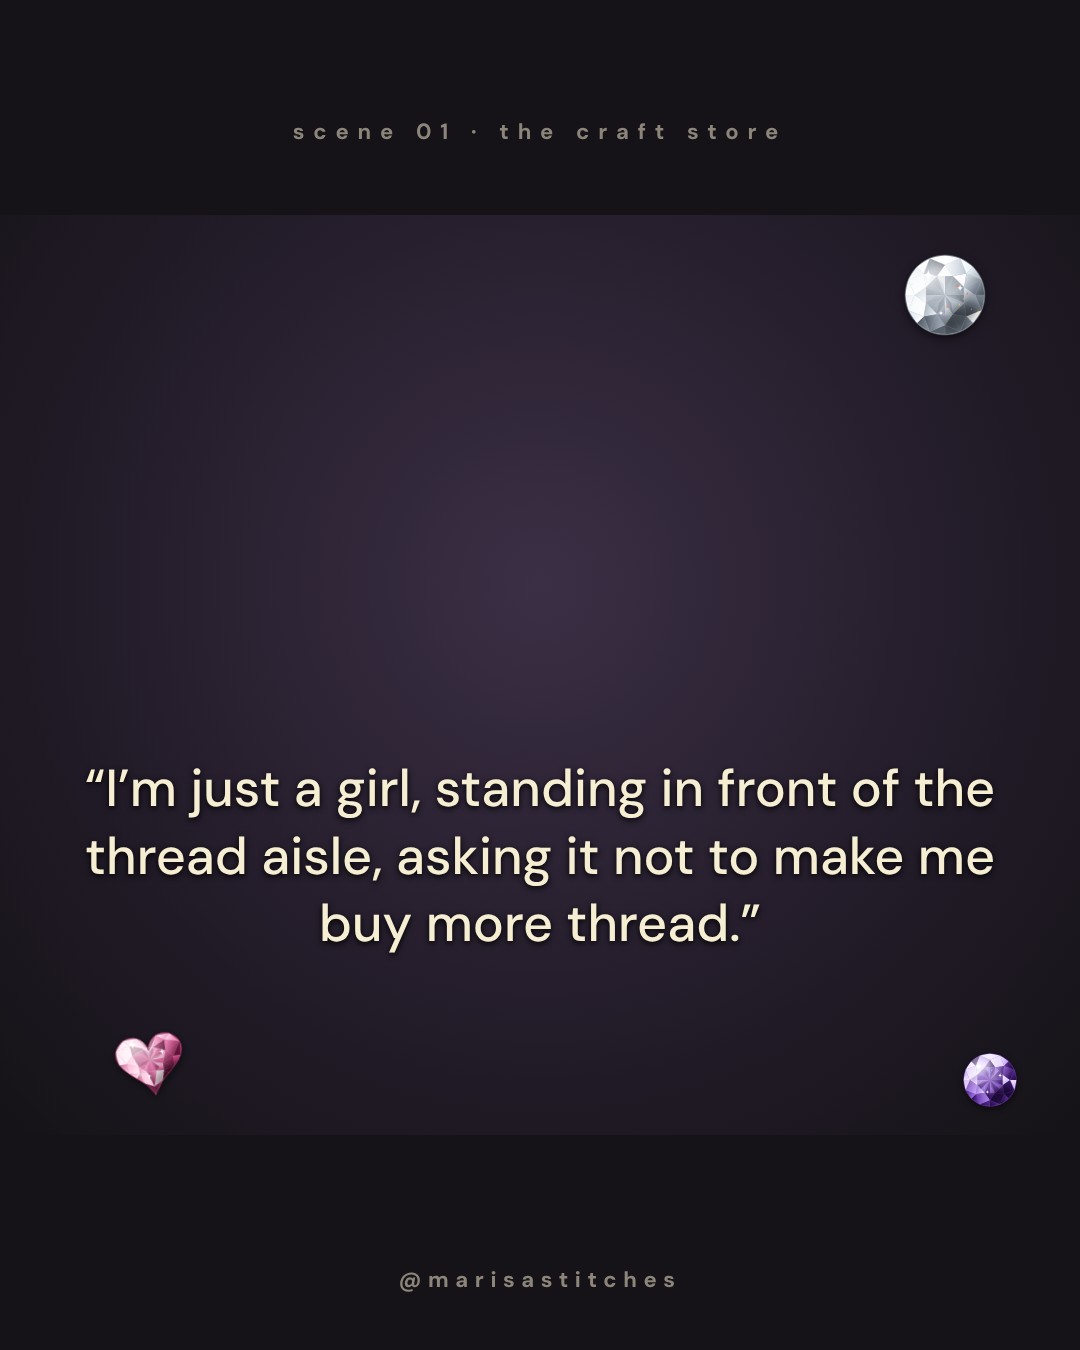 scene 01 · the craft store
“I’m just a girl, standing in front of the
thread aisle, asking it not to make me
buy more thread.”
@marisastitches